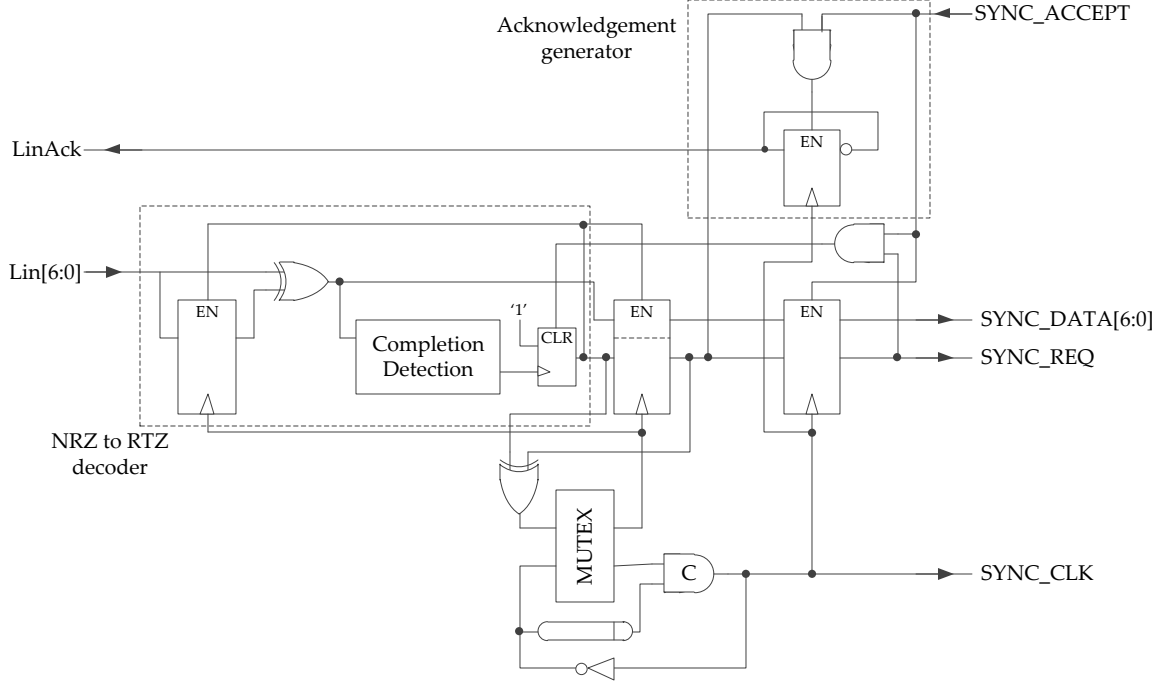 Acknowledgement
generator
SYNC_ACCEPT
LinAck
EN
Lin[6:0]
EN
Completion
Detection
'1'
CLR
EN
EN
SYNC_DATA[6:0]
SYNC_REQ
NRZ to RTZ
decoder
MUTEX
C
SYNC_CLK